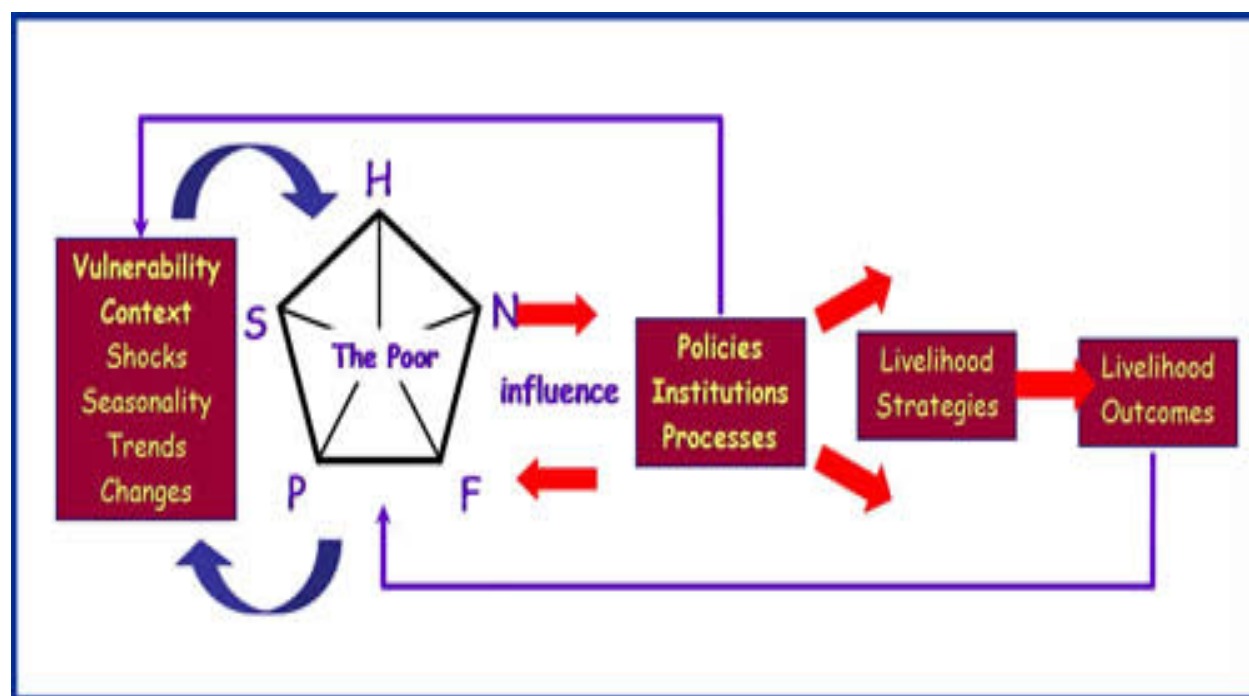 H
Vulnerability
Context
Shocks
Seasonality
Trends
Changes
S
The Poor
N
P
F
influence
Policies
Institutions
Processes
Livelihood
Strategies
Livelihood
Outcomes